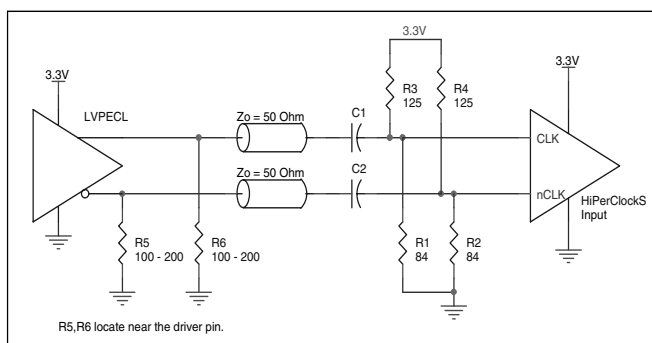 3.3V
R3
125
R4
125
3.3V
3.3V
LVPECL
Zo = 50 Ohm
C1
CLK
Zo = 50 Ohm
C2
nCLK
HiPerClockS
Input
R5
100 - 200
R6
100 - 200
R1
84
R2
84
R5,R6 locate near the driver pin.